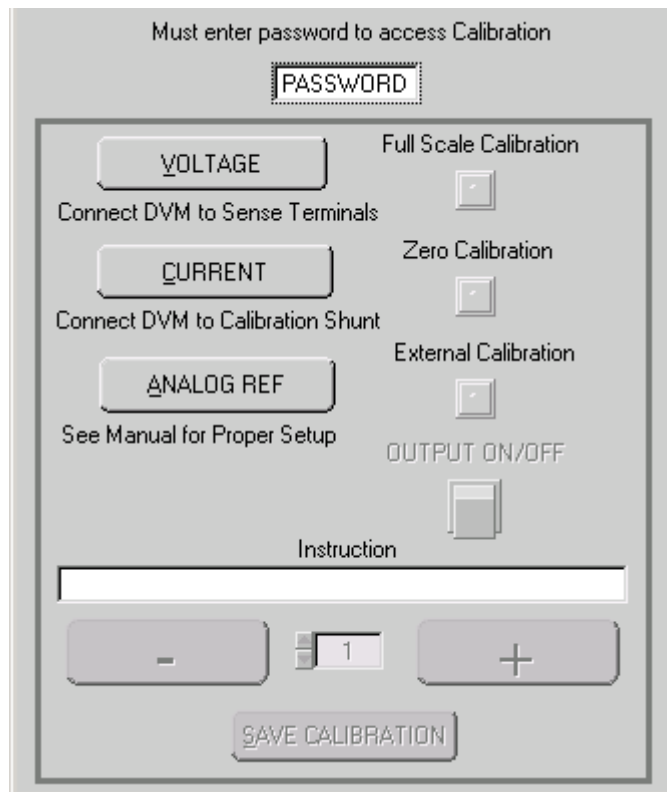 Must enter password to access Calibration
PASSWORD
VOLTAGE
Full Scale Calibration
Connect DVM to Sense Terminals
CURRENT
Zero Calibration
Connect DVM to Calibration Shunt
ANALOG REF
External Calibration
See Manual for Proper Setup
OUTPUT ON/OFF
Instruction
-
1
+
SAVE CALIBRATION